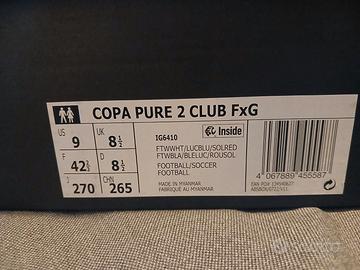 COPA PURE 2 CLUB FxG
US 9 UK 8½
F 42⅔ D 8½
J 270 CHN 265
IG6410
Inside
FTWWHT/LUCBLU/SOLRED
FTWBLA/BLELUC/ROUSOL
FOOTBALL/SOCCER
FOOTBALL
MADE IN MYANMAR
FABRIQUE AU MYANMAR
4 067889 455587